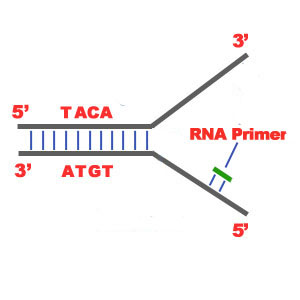 3’
5’ TACA
RNA Primer
3’ ATGT
5’